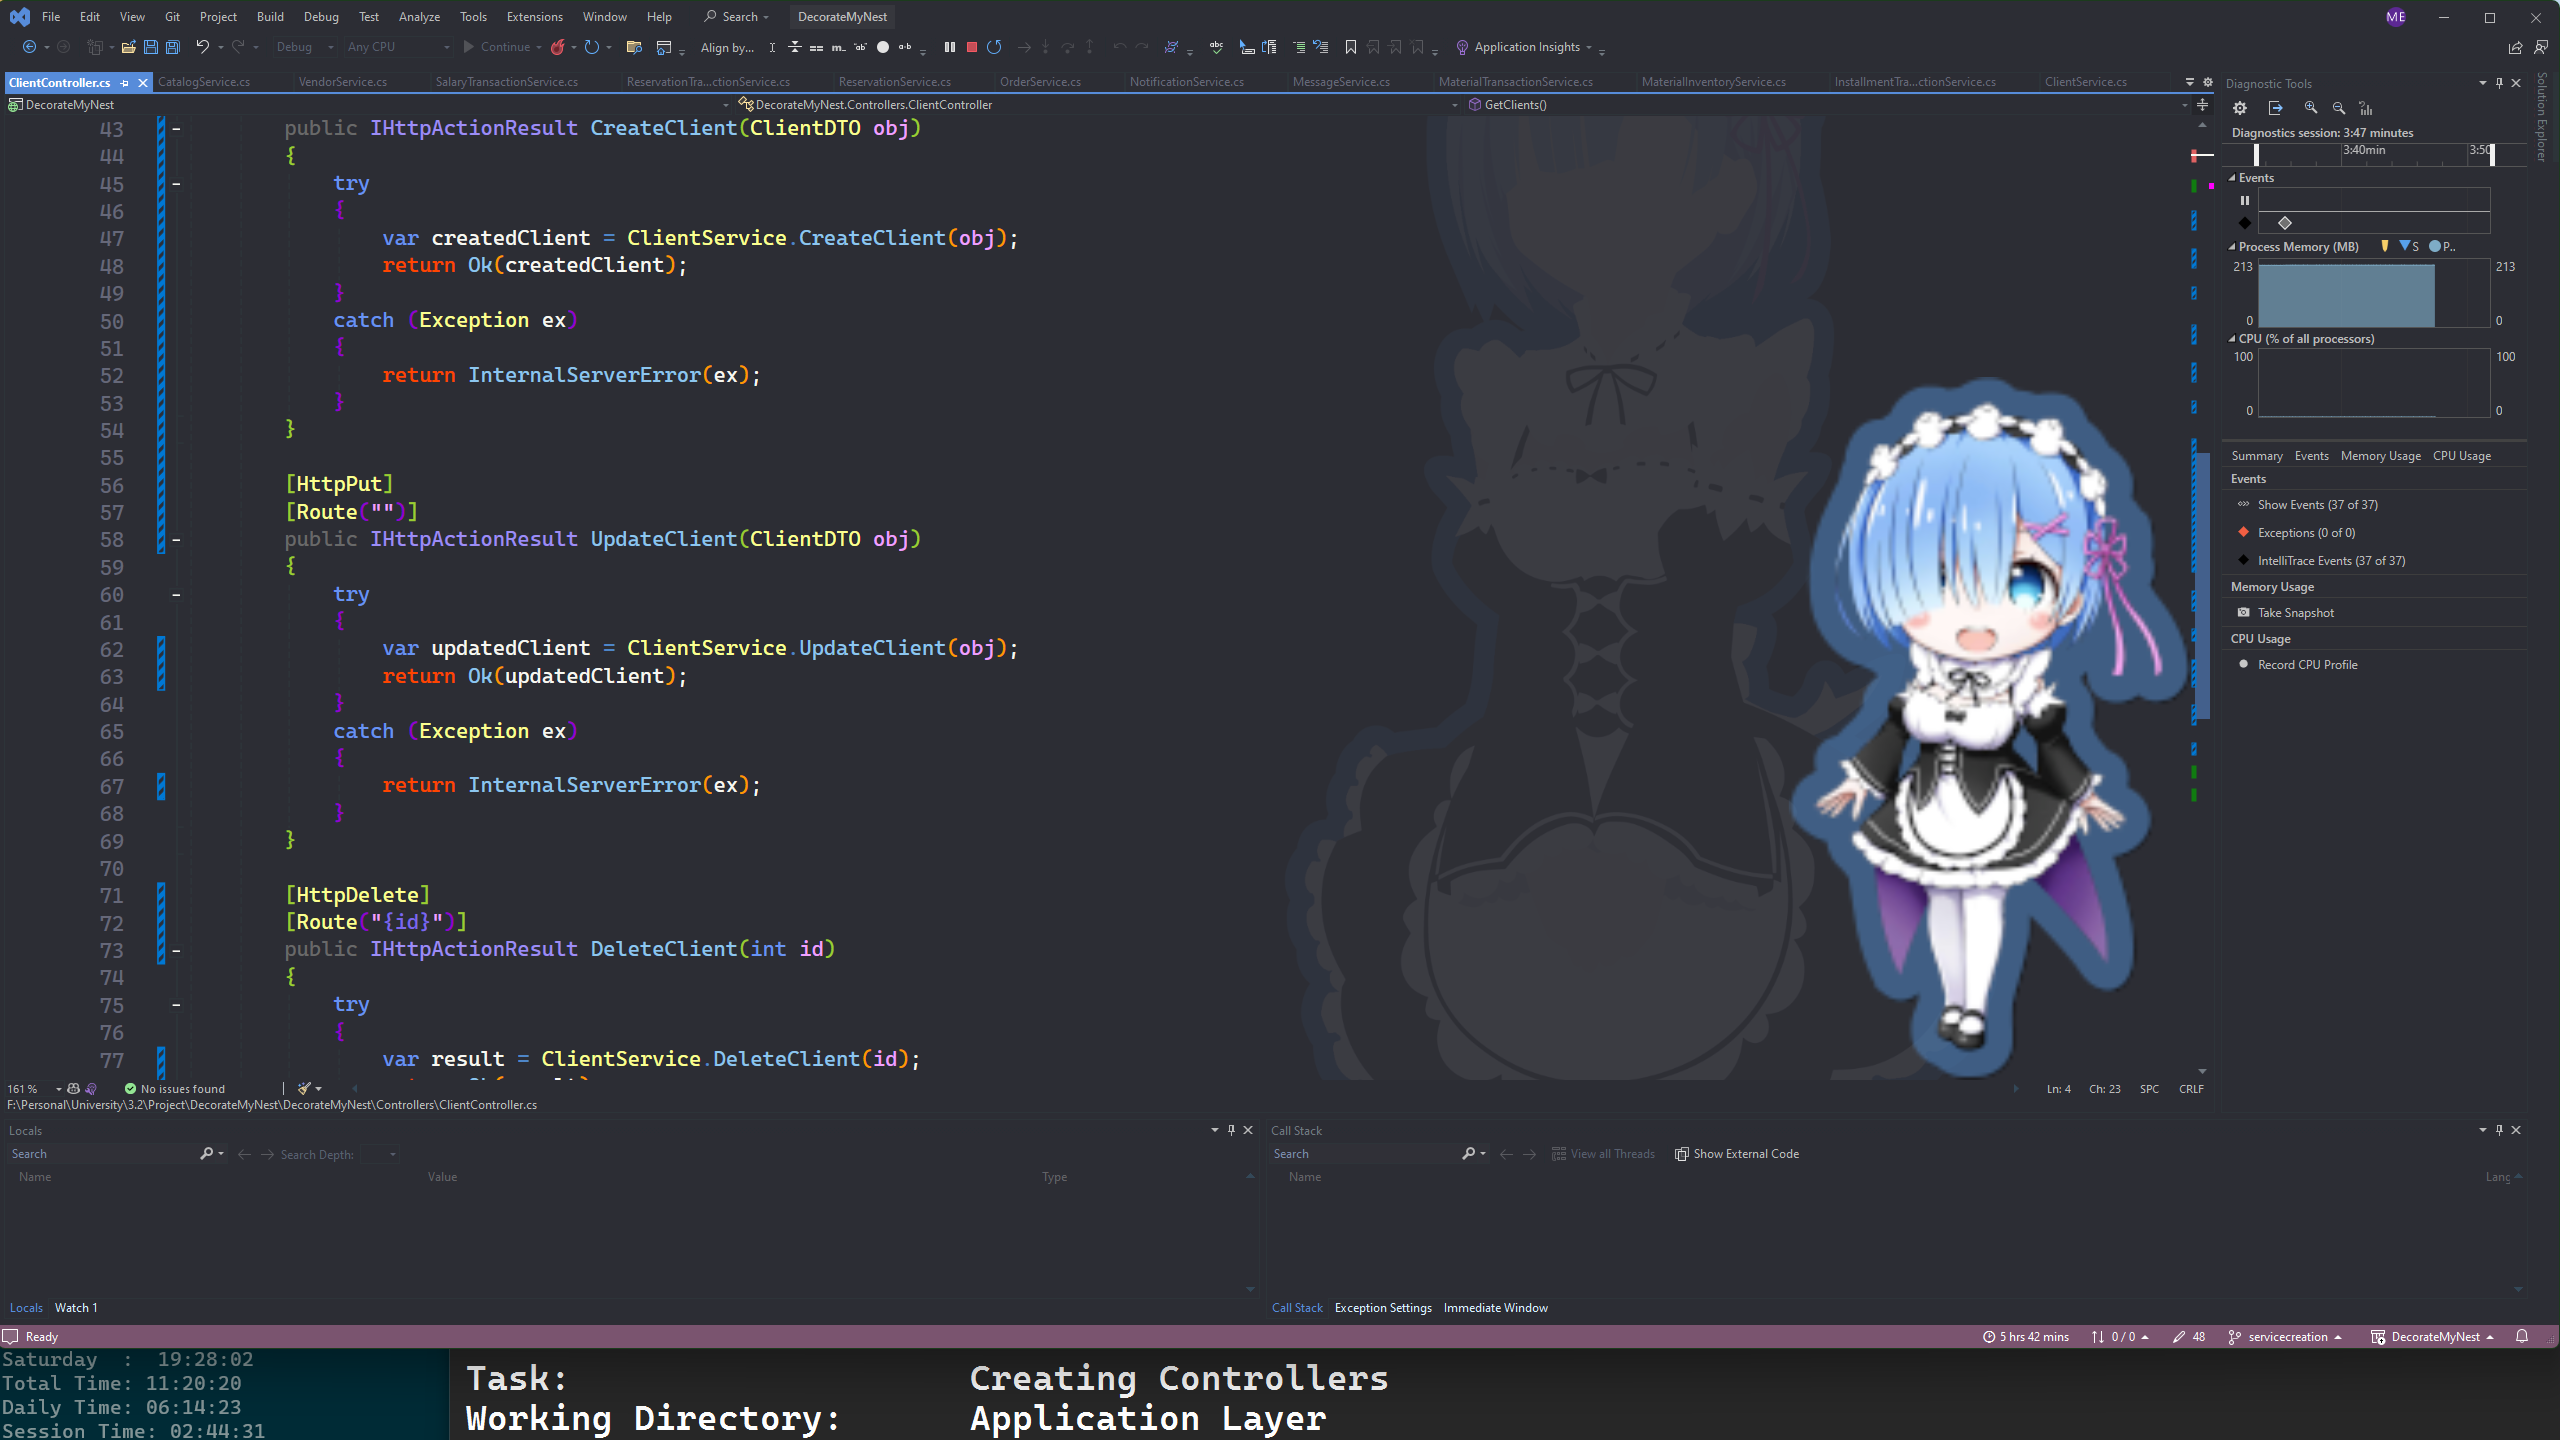 File Edit View Git Project Build Debug Test Analyze Tools Extensions Window Help Search DecorateMyNest ME
Debug Any CPU Continue Align by... Application Insights
ClientController.cs CatalogService.cs VendorService.cs SalaryTransactionService.cs ReservationTra...ctionService.cs ReservationService.cs OrderService.cs NotificationService.cs MessageService.cs MaterialTransactionService.cs MaterialInventoryService.cs InstallmentTra...ctionService.cs ClientService.cs
DecorateMyNest DecorateMyNest.Controllers.ClientController GetClients()
43 public IHttpActionResult CreateClient(ClientDTO obj)
44 {
45 try
46 {
47 var createdClient = ClientService.CreateClient(obj);
48 return Ok(createdClient);
49 }
50 catch (Exception ex)
51 {
52 return InternalServerError(ex);
53 }
54 }
55
56 [HttpPut]
57 [Route("")]
58 public IHttpActionResult UpdateClient(ClientDTO obj)
59 {
60 try
61 {
62 var updatedClient = ClientService.UpdateClient(obj);
63 return Ok(updatedClient);
64 }
65 catch (Exception ex)
66 {
67 return InternalServerError(ex);
68 }
69 }
70
71 [HttpDelete]
72 [Route("{id}")]
73 public IHttpActionResult DeleteClient(int id)
74 {
75 try
76 {
77 var result = ClientService.DeleteClient(id);
161 % No issues found Ln: 4 Ch: 23 SPC CRLF
F:\Personal\University\3.2\Project\DecorateMyNest\DecorateMyNest\Controllers\ClientController.cs
Diagnostic Tools
Diagnostics session: 3:47 minutes
3:40min 3:50
Events
Process Memory (MB) S P..
213 213
0 0
CPU (% of all processors)
100 100
0 0
Summary Events Memory Usage CPU Usage
Events
Show Events (37 of 37)
Exceptions (0 of 0)
IntelliTrace Events (37 of 37)
Memory Usage
Take Snapshot
CPU Usage
Record CPU Profile
Solution Explorer
Locals
Search Search Depth:
Name Value Type
Locals Watch 1
Call Stack
Search View all Threads Show External Code
Name Lang
Call Stack Exception Settings Immediate Window
Ready 5 hrs 42 mins 0 / 0 48 servicecreation DecorateMyNest
Saturday : 19:28:02
Total Time: 11:20:20
Daily Time: 06:14:23
Session Time: 02:44:31
Task: Creating Controllers
Working Directory: Application Layer